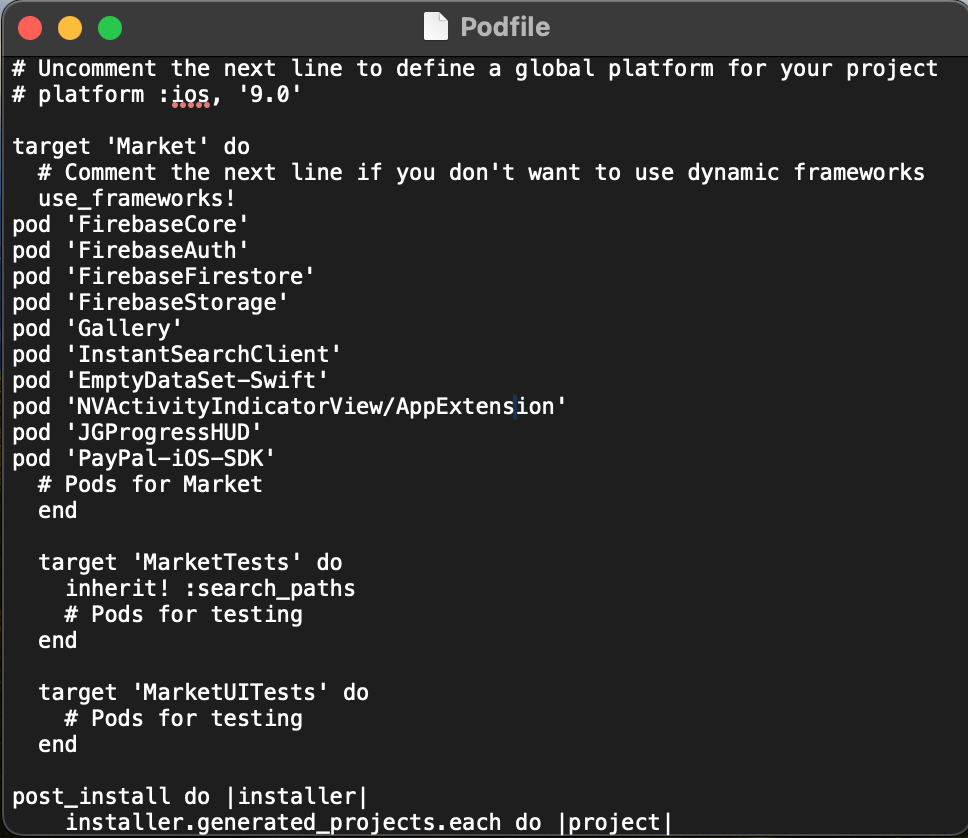 Podfile
# Uncomment the next line to define a global platform for your project
# platform :ios, '9.0'

target 'Market' do
  # Comment the next line if you don't want to use dynamic frameworks
  use_frameworks!
pod 'FirebaseCore'
pod 'FirebaseAuth'
pod 'FirebaseFirestore'
pod 'FirebaseStorage'
pod 'Gallery'
pod 'InstantSearchClient'
pod 'EmptyDataSet-Swift'
pod 'NVActivityIndicatorView/AppExtension'
pod 'JGProgressHUD'
pod 'PayPal-iOS-SDK'
  # Pods for Market
  end

  target 'MarketTests' do
    inherit! :search_paths
    # Pods for testing
  end

  target 'MarketUITests' do
    # Pods for testing
  end

post_install do |installer|
    installer.generated_projects.each do |project|